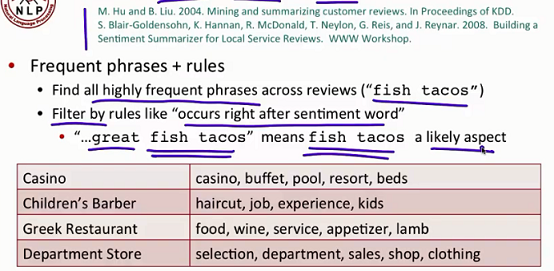 NLP
M. Hu and B. Liu. 2004. Mining and summarizing customer reviews. In Proceedings of KDD.
S. Blair-Goldensohn, K. Hannan, R. McDonald, T. Neylon, G. Reis, and J. Reynar. 2008. Building a
Sentiment Summarizer for Local Service Reviews. WWW Workshop.
• Frequent phrases + rules
• Find all highly frequent phrases across reviews (“fish tacos”)
• Filter by rules like “occurs right after sentiment word”
• “…great fish tacos” means fish tacos a likely aspect
Casino casino, buffet, pool, resort, beds
Children’s Barber haircut, job, experience, kids
Greek Restaurant food, wine, service, appetizer, lamb
Department Store selection, department, sales, shop, clothing